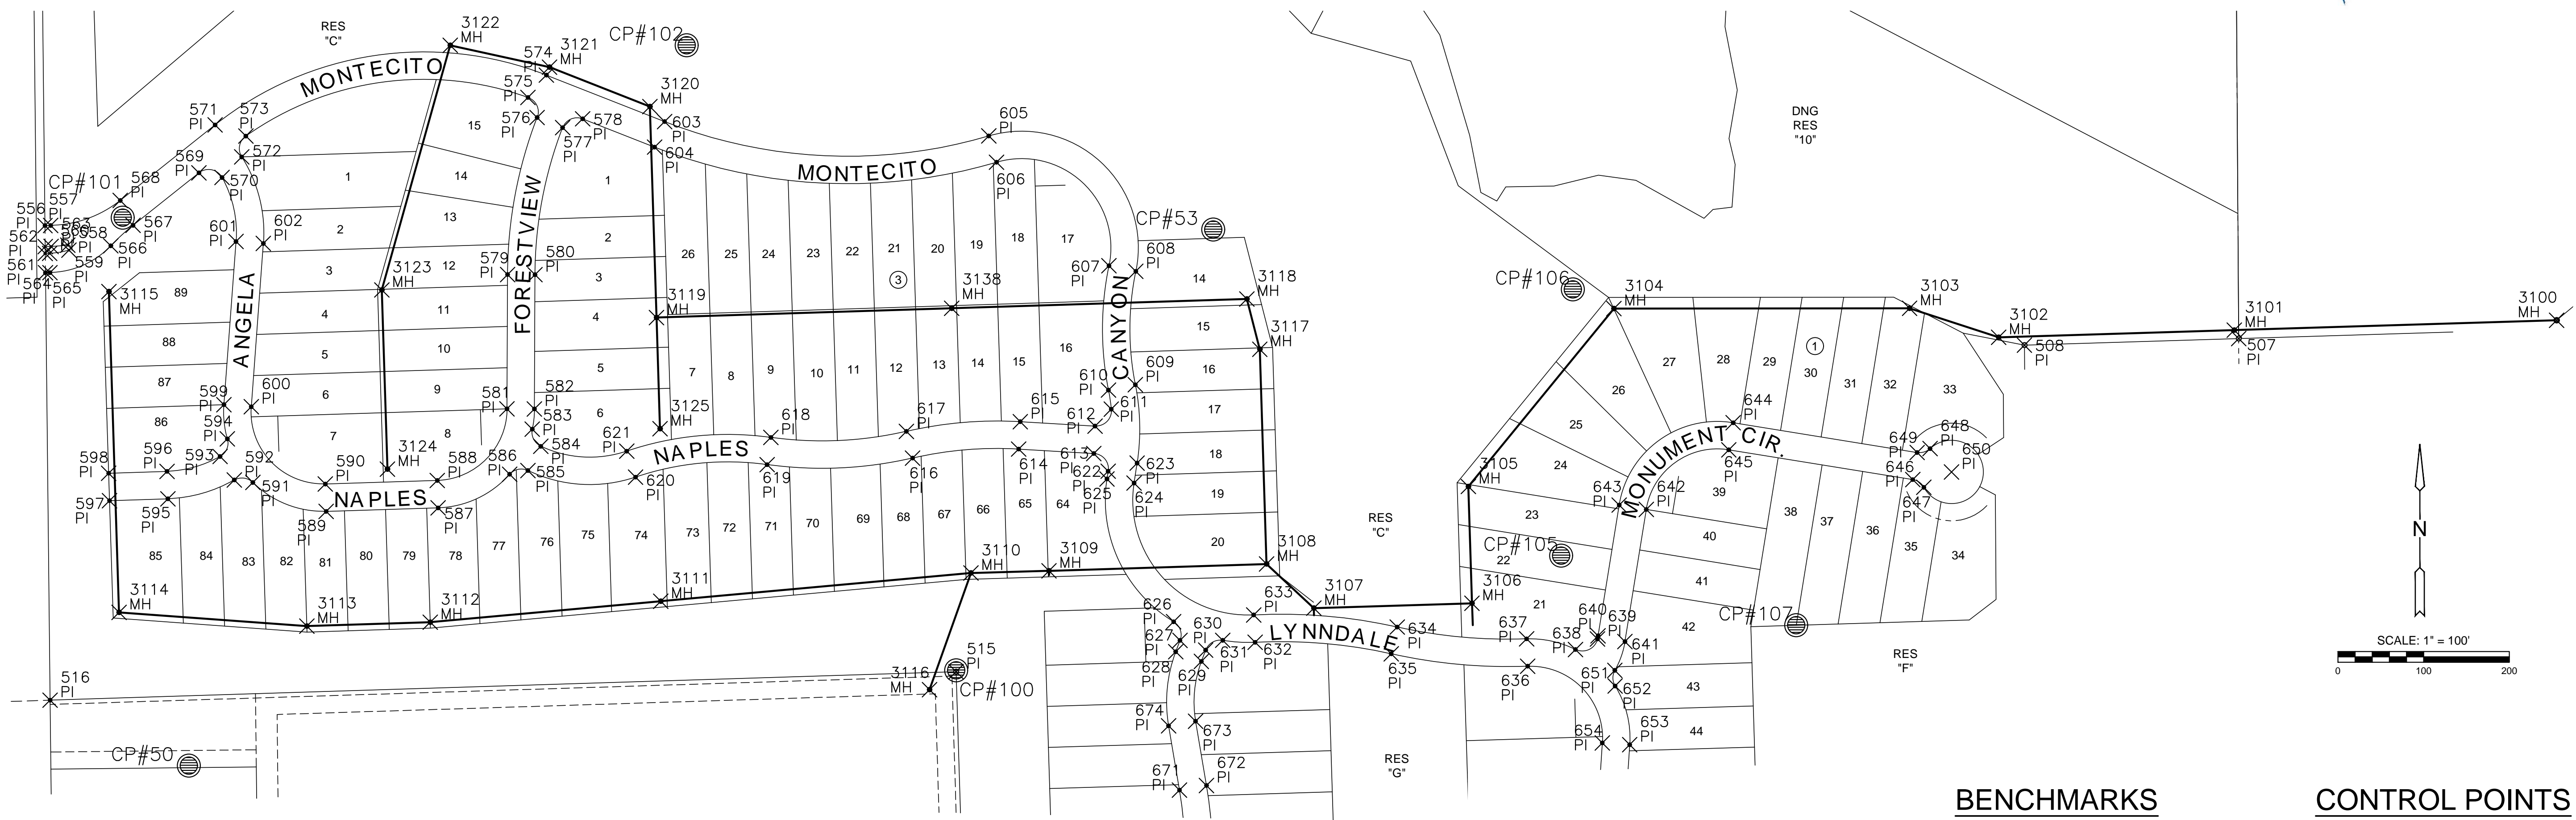 3122
MH
RES
"C"
CP#102
574
PI
3121
MH
MONTECITO
575
PI
3120
MH
571
PI
573
PI
576
PI
578
PI
577
PI
603
PI
604
PI
605
PI
606
PI
DNG
RES
"10"
15
572
PI
569
PI
570
PI
1
14
1
MONTECITO
CP#101
568
PI
556
PI
557
PI
563
558
PI
562
PI
567
PI
566
PI
559
PI
561
PI
564
PI
565
PI
601
PI
602
PI
2
13
2
FORESTVIEW
26
25
24
23
22
21
20
19
18
17
3
CP#53
608
PI
607
PI
14
3118
MH
CP#106
3104
MH
3103
MH
3102
MH
3101
MH
3100
MH
508
PI
507
PI
3115
MH
89
3
3123
MH
12
579
PI
580
PI
3
3119
MH
4
3138
MH
CANYON
15
3117
MH
88
ANGELA
4
11
5
10
5
87
6
9
6
7
8
9
10
11
12
13
14
15
16
16
609
PI
610
PI
611
PI
27
28
29
1
30
31
32
33
26
25
24
599
PI
600
PI
581
PI
582
PI
583
PI
584
PI
3125
MH
86
594
PI
7
8
618
PI
617
PI
615
PI
612
PI
17
644
PI
621
PI
NAPLES
18
MONUMENT CIR.
645
PI
649
PI
648
PI
650
PI
598
PI
596
PI
593
PI
592
PI
591
PI
590
PI
3124
MH
588
PI
586
PI
585
PI
620
PI
619
PI
616
PI
614
PI
613
PI
622
PI
623
PI
624
PI
625
PI
3105
MH
646
PI
647
PI
39
643
PI
642
PI
N
597
PI
595
PI
NAPLES
589
PI
587
PI
19
RES
"C"
23
38
37
36
35
34
40
85
84
83
82
81
80
79
78
77
76
75
74
73
72
71
70
69
68
67
66
65
64
20
CP#105
22
3110
MH
3109
MH
3108
MH
41
3114
MH
3113
MH
3112
MH
3111
MH
3107
MH
3106
MH
21
CP#107
42
626
PI
633
PI
LYNNDALE
634
PI
637
PI
640
PI
639
PI
638
PI
641
PI
627
PI
630
PI
631
PI
632
PI
635
PI
628
PI
629
PI
636
PI
651
PI
652
PI
43
RES
"F"
SCALE: 1" = 100'
0
100
200
516
PI
515
PI
3116
MH
CP#100
674
PI
673
PI
653
PI
654
PI
44
CP#50
671
PI
672
PI
RES
"G"
BENCHMARKS
CONTROL POINTS